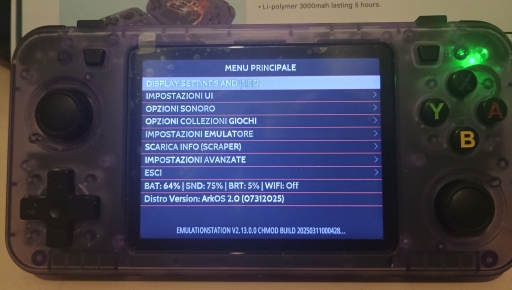 • Li-polymer 3000mah lasting 5 hours.
MENU PRINCIPALE
DISPLAY SETTINGS AND INFO
IMPOSTAZIONI UI
OPZIONI SONORO
OPZIONI COLLEZIONI GIOCHI
IMPOSTAZIONI EMULATORE
SCARICA INFO (SCRAPER)
IMPOSTAZIONI AVANZATE
ESCI
BAT: 64% | SND: 75% | BRT: 5% | WIFI: Off
Distro Version: ArkOS 2.0 (07312025)
EMULATIONSTATION V2.13.0.0 CHMOD BUILD 20250311000428...
X
Y
A
B